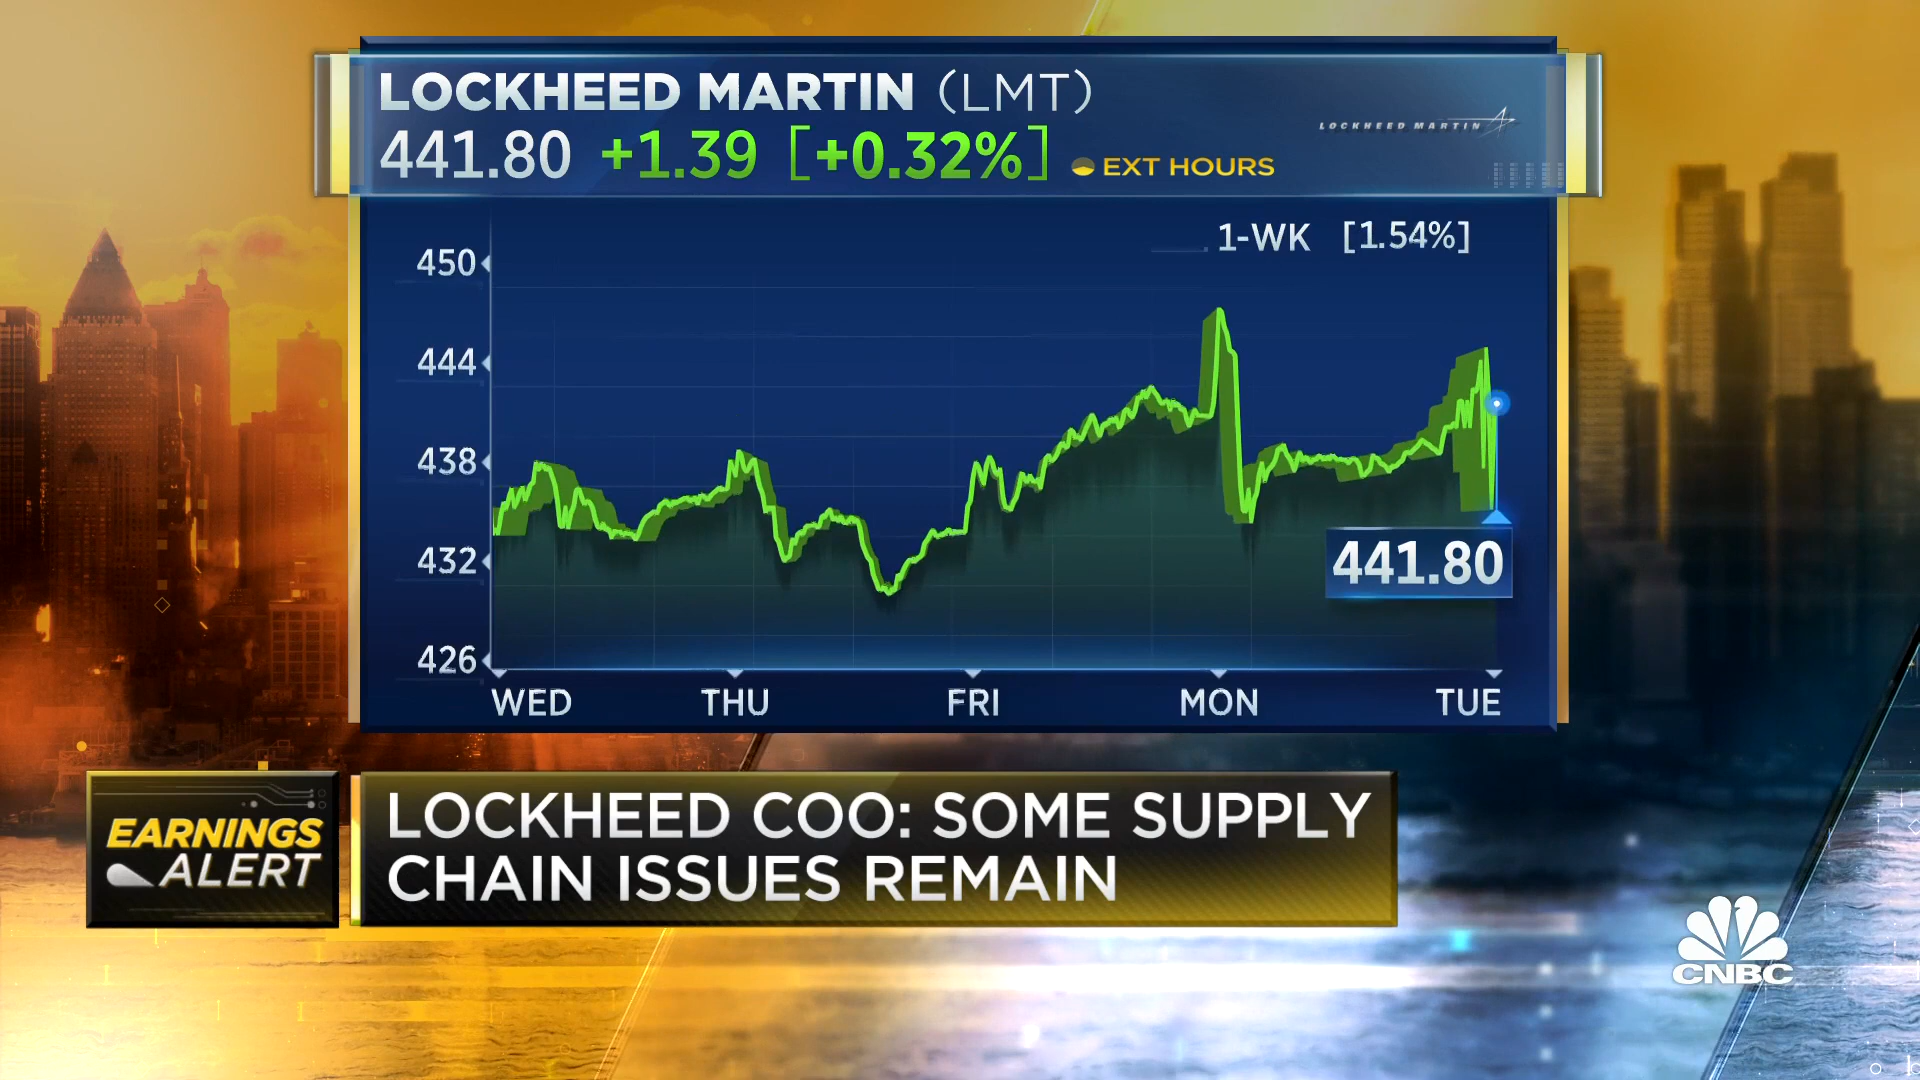 LOCKHEED MARTIN (LMT)
441.80 +1.39 [+0.32%] EXT HOURS
LOCKHEED MARTIN
1-WK [1.54%]
450
444
438
432
426
441.80
WED THU FRI MON TUE
EARNINGS
ALERT
LOCKHEED COO: SOME SUPPLY
CHAIN ISSUES REMAIN
CNBC